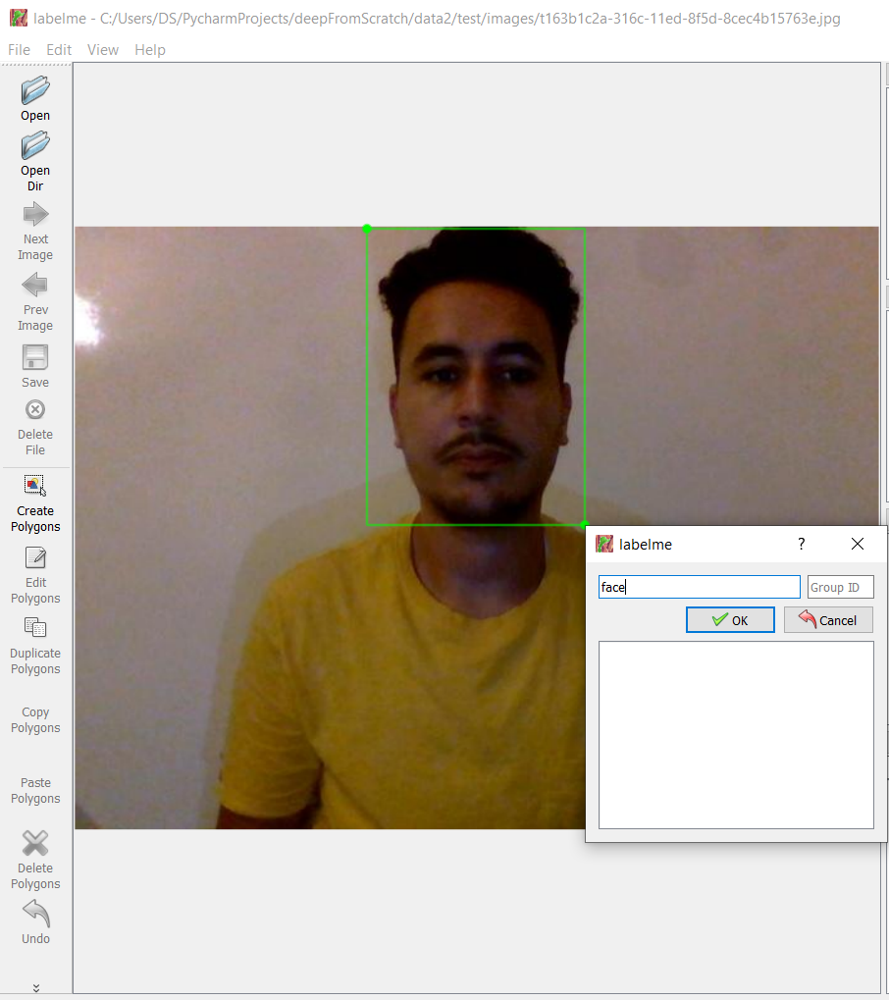 labelme - C:/Users/DS/PycharmProjects/deepFromScratch/data2/test/images/t163b1c2a-316c-11ed-8f5d-8cec4b15763e.jpg
File Edit View Help
Open
Open
Dir
Next
Image
Prev
Image
Save
Delete
File
Create
Polygons
Edit
Polygons
Duplicate
Polygons
Copy
Polygons
Paste
Polygons
Delete
Polygons
Undo
labelme ?
face Group ID
OK Cancel